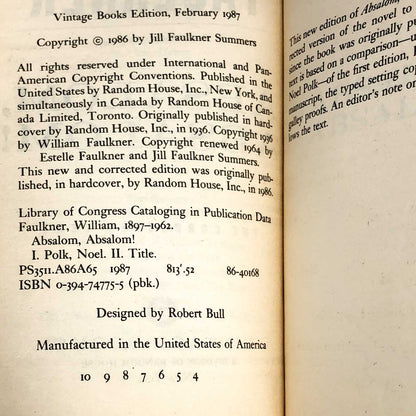 Vintage Books Edition, February 1987
Copyright © 1986 by Jill Faulkner Summers
All rights reserved under International and Pan-
American Copyright Conventions. Published in the
United States by Random House, Inc., New York, and
simultaneously in Canada by Random House of Can-
ada Limited, Toronto. Originally published in hard-
cover by Random House, Inc., in 1936. Copyright 1936
by William Faulkner. Copyright renewed 1964 by
Estelle Faulkner and Jill Faulkner Summers.
This new and corrected edition was originally pub-
lished, in hardcover, by Random House, Inc., in 1986.
Library of Congress Cataloging in Publication Data
Faulkner, William, 1897–1962.
Absalom, Absalom!
I. Polk, Noel. II. Title.
PS3511.A86A65 1987 813'.52 86-40168
ISBN 0-394-74775-5 (pbk.)
Designed by Robert Bull
Manufactured in the United States of America
10 9 8 7 6 5 4
This new edition of Absalom,
rected version of the novel to
since the book was originally p
text is based on a comparison—u
Noel Polk—of the first edition,
manuscript, the typed setting cop
galley proofs. An editor's note on
lows the text.